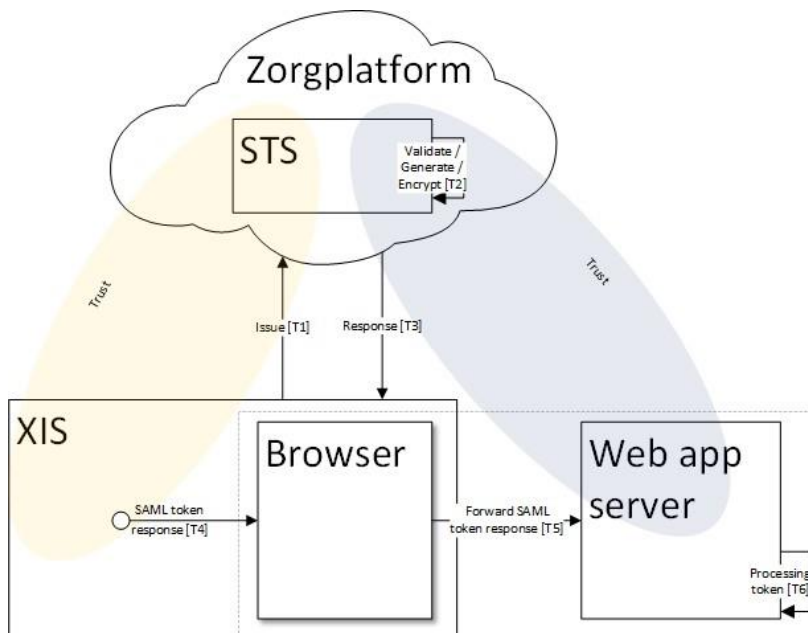 Zorgplatform
STS
Validate /
Generate /
Encrypt [T2]
Trust
Trust
Issue [T1]
Response [T3]
XIS
Browser
Web app
server
SAML token
response [T4]
Forward SAML
token response [T5]
Processing
token [T6]